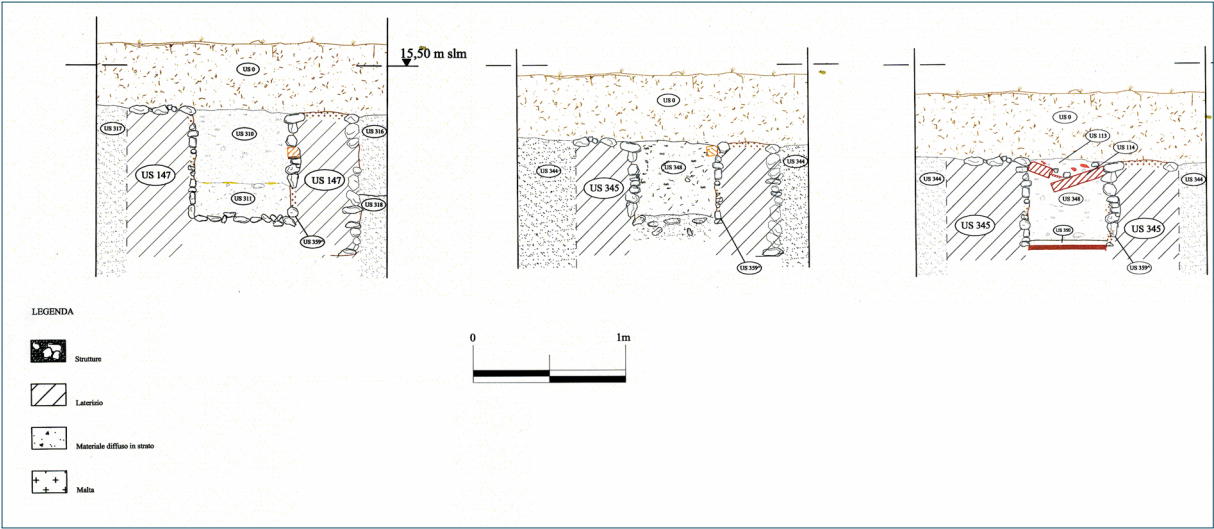 15,50 m slm
US 0
US 317
US 310
US 316
US 147
US 147
US 311
US 318
US 359
US 0
US 344
US 348
US 344
US 345
US 359
US 0
US 113
US 114
US 344
US 344
US 348
US 345
US 350
US 345
US 359
LEGENDA
Strutture
Laterizio
Materiale diffuso in strato
Malta
0 1m